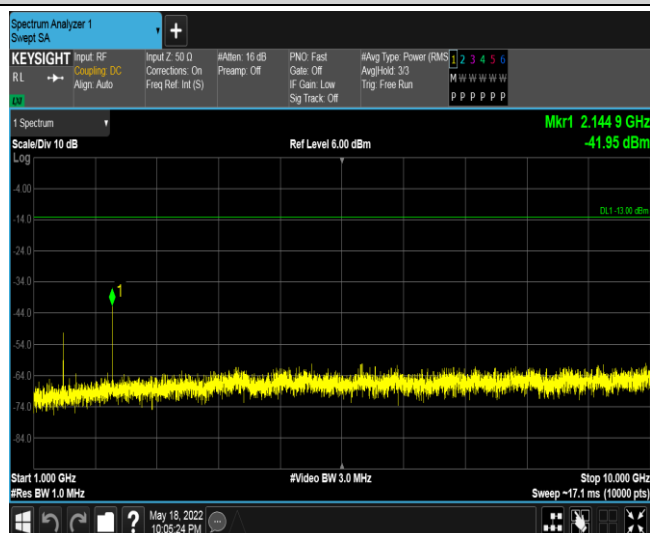 Spectrum Analyzer 1
Swept SA
+
KEYSIGHT
RL
Input: RF
Coupling: DC
Align: Auto
Input Z: 50 Ω
Corrections: On
Freq Ref: Int (S)
#Atten: 16 dB
Preamp: Off
PNO: Fast
Gate: Off
IF Gain: Low
Sig Track: Off
#Avg Type: Power (RMS
Avg|Hold: 3/3
Trig: Free Run
1 2 3 4 5 6
M W W W W W
P P P P P P
1 Spectrum
Mkr1 2.144 9 GHz
-41.95 dBm
Scale/Div 10 dB
Ref Level 6.00 dBm
Log
-4.00
DL1 -13.00 dBm
-14.0
-24.0
-34.0
1
-44.0
-54.0
-64.0
-74.0
-84.0
Start 1.000 GHz
#Video BW 3.0 MHz
Stop 10.000 GHz
#Res BW 1.0 MHz
Sweep ~17.1 ms (10000 pts)
?
May 18, 2022
10:05:24 PM